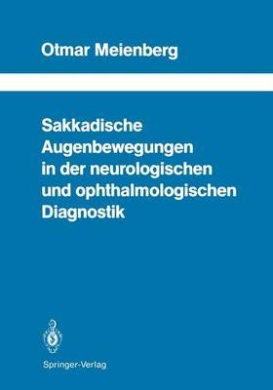 Otmar Meienberg
Sakkadische
Augenbewegungen
in der neurologischen
und ophthalmologischen
Diagnostik
Springer-Verlag